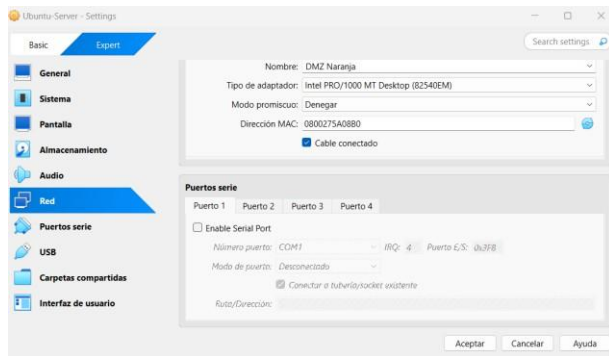 Ubuntu-Server - Settings
Basic Expert
Search settings
General
Sistema
Pantalla
Almacenamiento
Audio
Red
Puertos serie
USB
Carpetas compartidas
Interfaz de usuario
Nombre: DMZ Naranja
Tipo de adaptador: Intel PRO/1000 MT Desktop (82540EM)
Modo promiscuo: Denegar
Dirección MAC: 0800275A08B0
Cable conectado
Puertos serie
Puerto 1 Puerto 2 Puerto 3 Puerto 4
Enable Serial Port
Número puerto: COM1 IRQ: 4 Puerto E/S: 0x3F8
Modo de puerto: Desconectado
Conectar a tubería/socket existente
Ruta/Dirección:
Aceptar Cancelar Ayuda